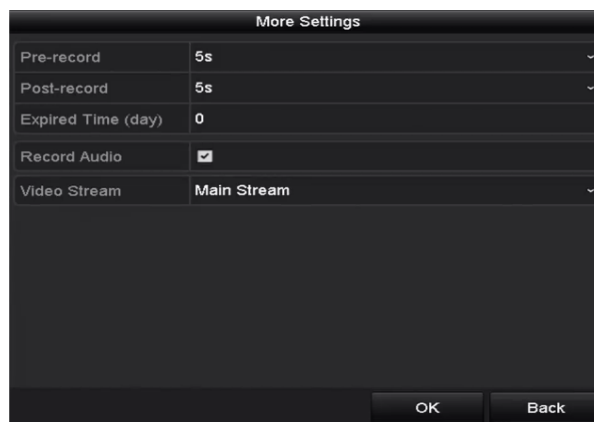 More Settings
Pre-record 5s
Post-record 5s
Expired Time (day) 0
Record Audio
Video Stream Main Stream
OK Back